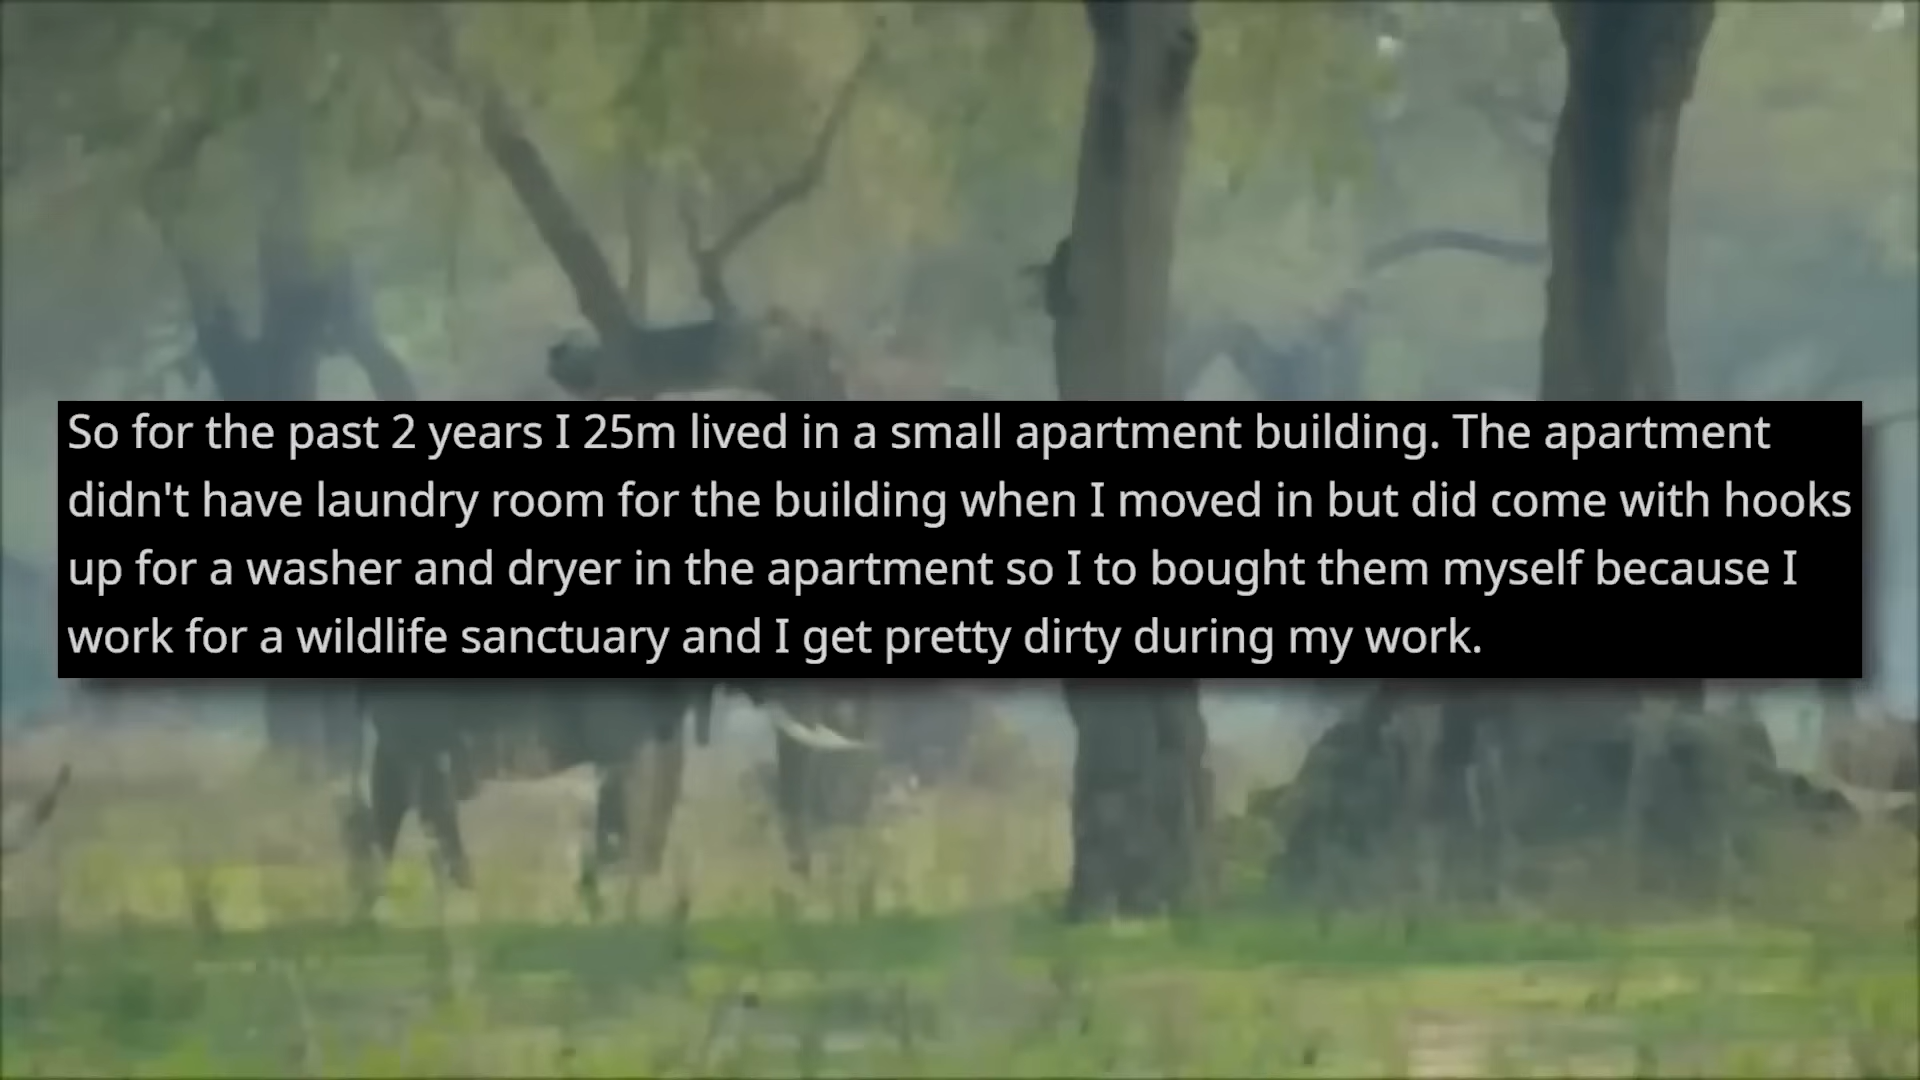 So for the past 2 years I 25m lived in a small apartment building. The apartment
didn't have laundry room for the building when I moved in but did come with hooks
up for a washer and dryer in the apartment so I to bought them myself because I
work for a wildlife sanctuary and I get pretty dirty during my work.